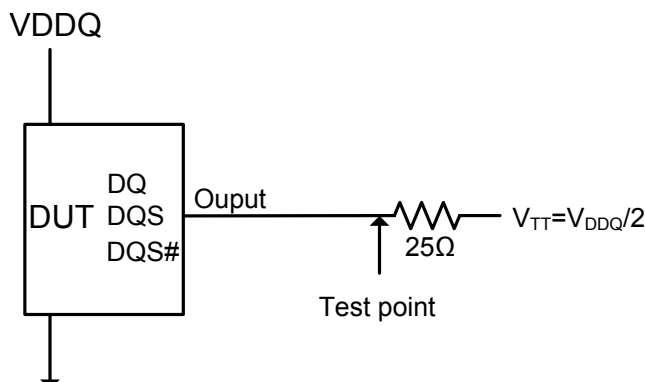 VDDQ
DUT
DQ
DQS
DQS#
Ouput
25Ω
VTT=VDDQ/2
Test point